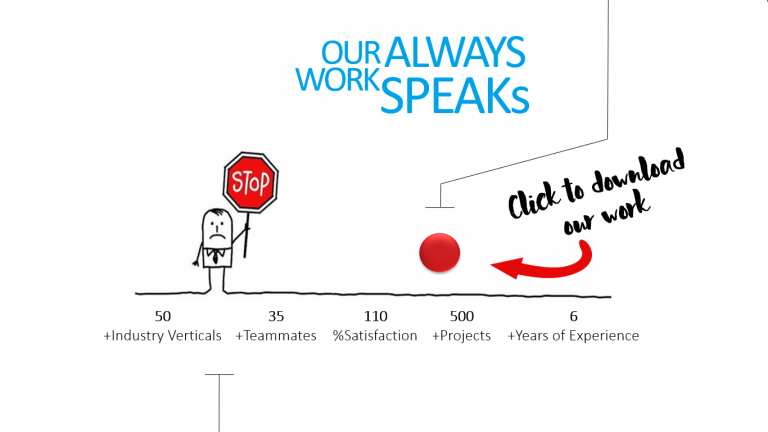 OUR ALWAYS
WORK SPEAKs
STOP
Click to download
our work
50
+Industry Verticals
35
+Teammates
110
%Satisfaction
500
+Projects
6
+Years of Experience